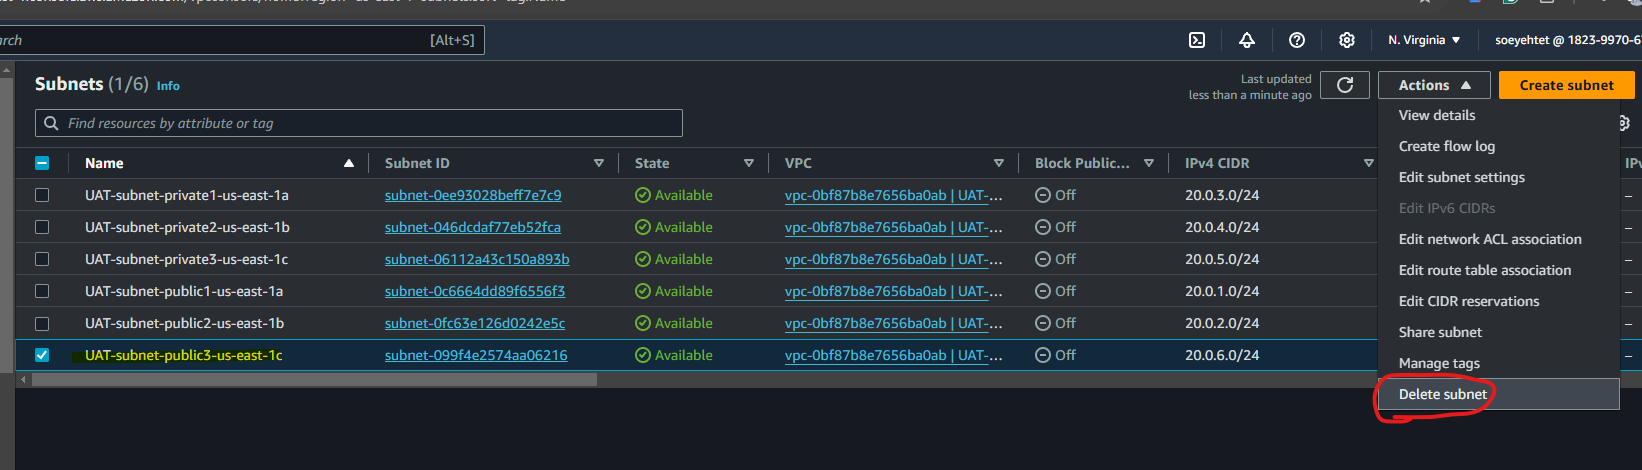 arch [Alt+S] N. Virginia ▼ soeyehtet @ 1823-9970-6
Subnets (1/6) Info
Last updated
less than a minute ago
Actions ▲
Create subnet
Find resources by attribute or tag
Name Subnet ID State VPC Block Public... IPv4 CIDR
UAT-subnet-private1-us-east-1a subnet-0ee93028beff7e7c9 Available vpc-0bf87b8e7656ba0ab | UAT-... Off 20.0.3.0/24 –
UAT-subnet-private2-us-east-1b subnet-046dcdaf77eb52fca Available vpc-0bf87b8e7656ba0ab | UAT-... Off 20.0.4.0/24 –
UAT-subnet-private3-us-east-1c subnet-06112a43c150a893b Available vpc-0bf87b8e7656ba0ab | UAT-... Off 20.0.5.0/24 –
UAT-subnet-public1-us-east-1a subnet-0c6664dd89f6556f3 Available vpc-0bf87b8e7656ba0ab | UAT-... Off 20.0.1.0/24 –
UAT-subnet-public2-us-east-1b subnet-0fc63e126d0242e5c Available vpc-0bf87b8e7656ba0ab | UAT-... Off 20.0.2.0/24 –
UAT-subnet-public3-us-east-1c subnet-099f4e2574aa06216 Available vpc-0bf87b8e7656ba0ab | UAT-... Off 20.0.6.0/24 –
View details
Create flow log
Edit subnet settings
Edit IPv6 CIDRs
Edit network ACL association
Edit route table association
Edit CIDR reservations
Share subnet
Manage tags
Delete subnet